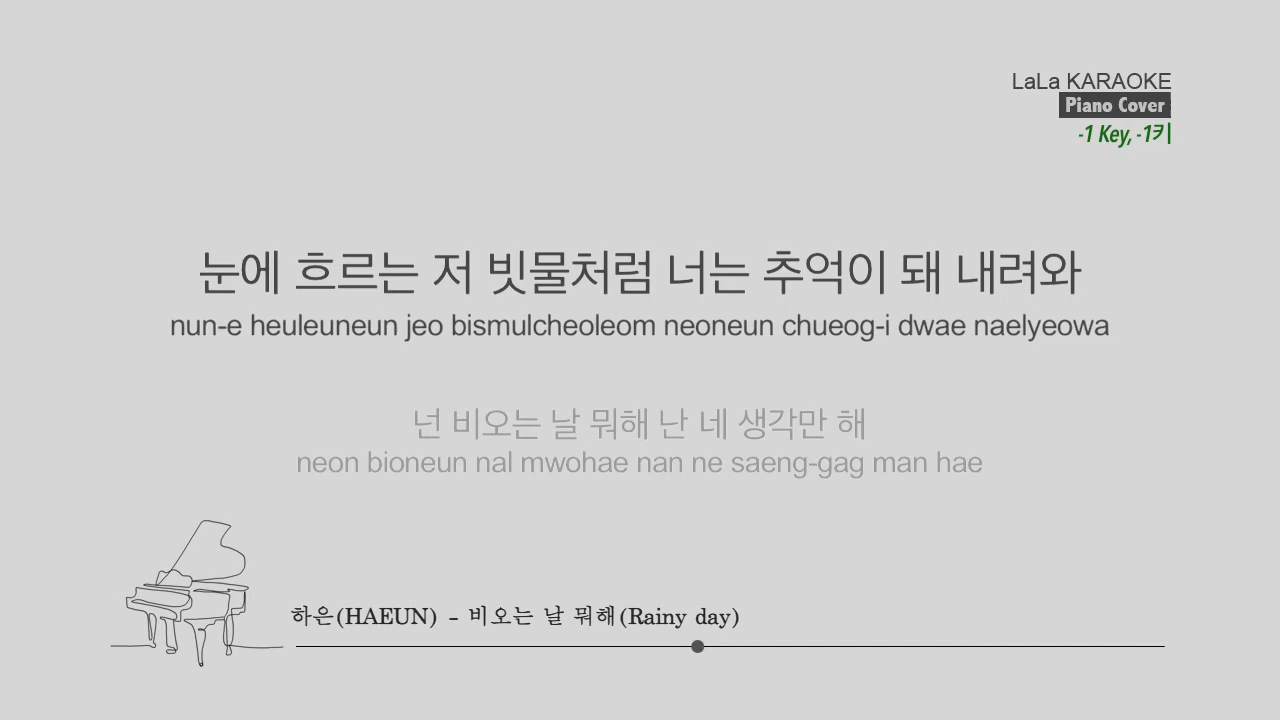 LaLa KARAOKE
Piano Cover
-1 Key, -1키
눈에 흐르는 저 빗물처럼 너는 추억이 돼 내려와
nun-e heuleuneun jeo bismulcheoleom neoneun chueog-i dwae naelyeowa
넌 비오는 날 뭐해 난 네 생각만 해
neon bioneun nal mwohae nan ne saeng-gag man hae
하은(HAEUN) - 비오는 날 뭐해(Rainy day)